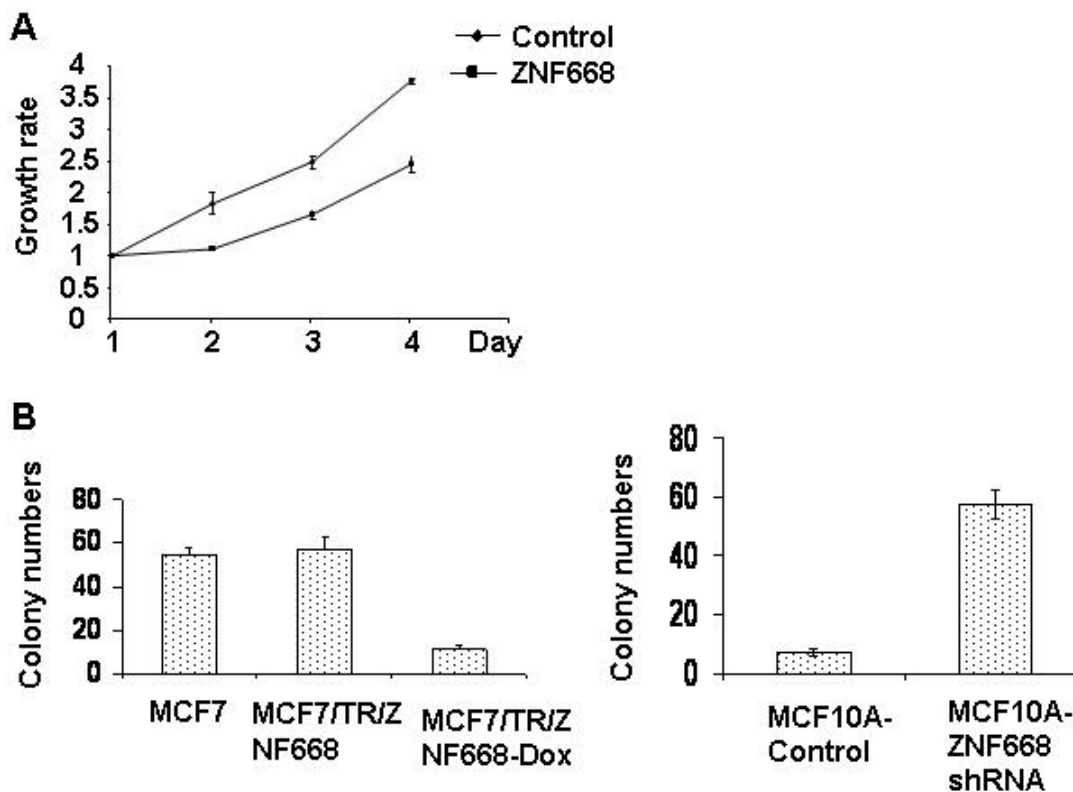 A
Control
ZNF668
Growth rate
4
3.5
3
2.5
2
1.5
1
0.5
0
1 2 3 4 Day
B
Colony numbers
80
60
40
20
0
MCF7
MCF7/TR/Z
NF668
MCF7/TR/Z
NF668-Dox
Colony numbers
80
60
40
20
0
MCF10A-
Control
MCF10A-
ZNF668
shRNA